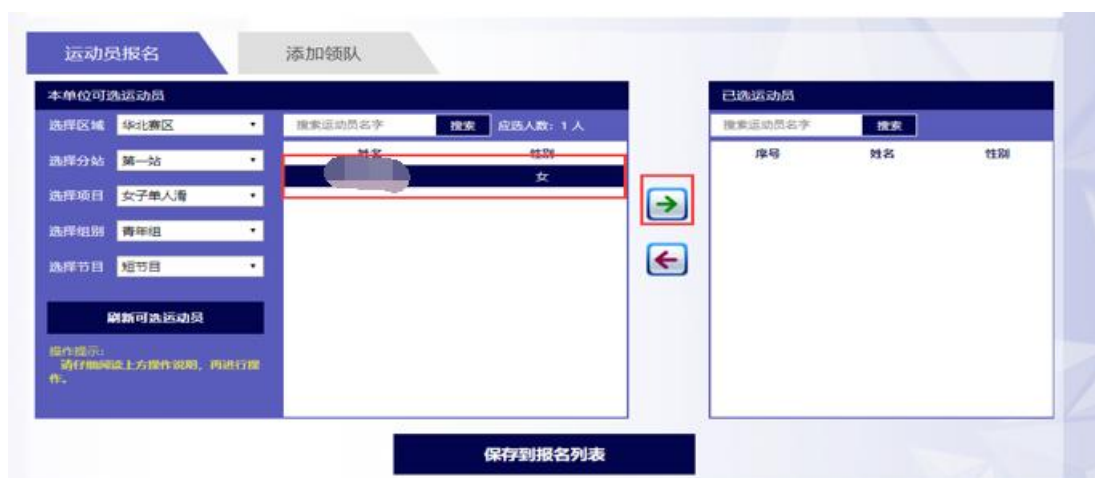 运动员报名
添加领队
本单位可选运动员
选择区域 华北赛区
搜索运动员名字 搜索 应选人数：1 人
选择分站 第一站
姓名 性别
女
选择项目 女子单人滑
选择组别 青年组
选择节目 短节目
刷新可选运动员
操作提示：
请仔细阅读上方操作说明，再进行操
作。
已选运动员
搜索运动员名字 搜索
序号 姓名 性别
保存到报名列表